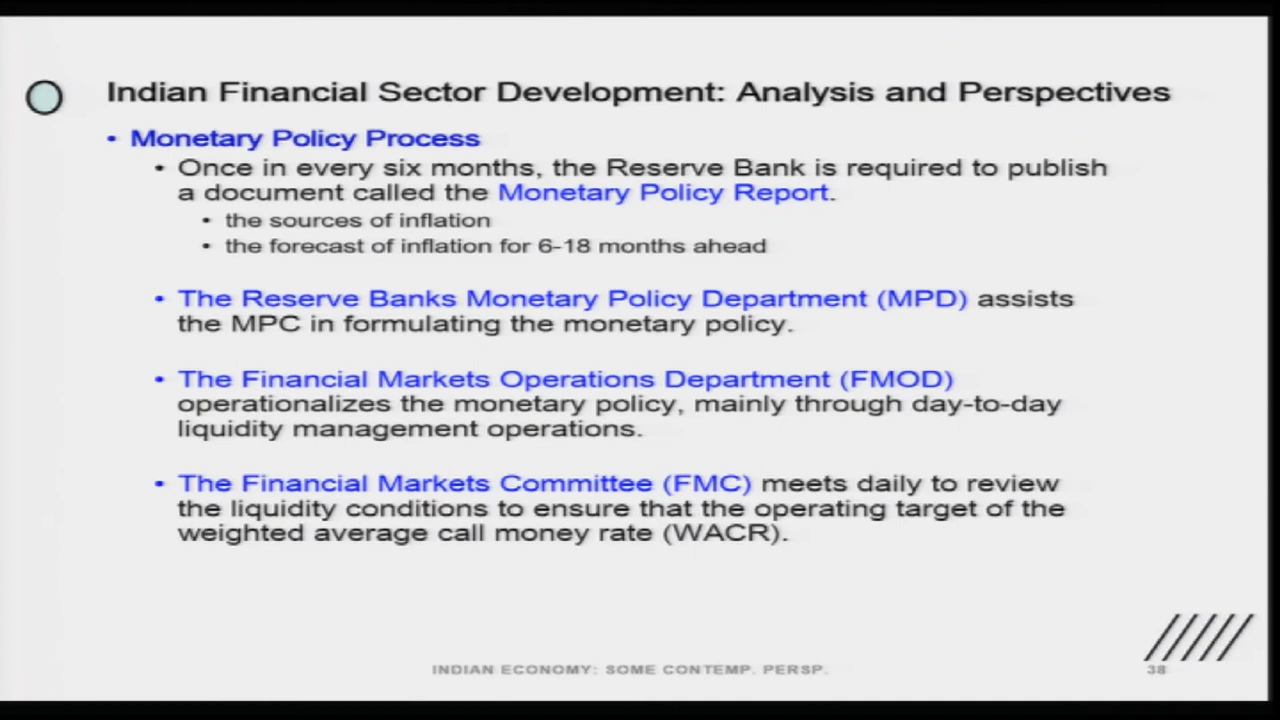 Indian Financial Sector Development: Analysis and Perspectives
• Monetary Policy Process
• Once in every six months, the Reserve Bank is required to publish
a document called the Monetary Policy Report.
• the sources of inflation
• the forecast of inflation for 6-18 months ahead
• The Reserve Banks Monetary Policy Department (MPD) assists
the MPC in formulating the monetary policy.
• The Financial Markets Operations Department (FMOD)
operationalizes the monetary policy, mainly through day-to-day
liquidity management operations.
• The Financial Markets Committee (FMC) meets daily to review
the liquidity conditions to ensure that the operating target of the
weighted average call money rate (WACR).
INDIAN ECONOMY: SOME CONTEMP. PERSP.
38